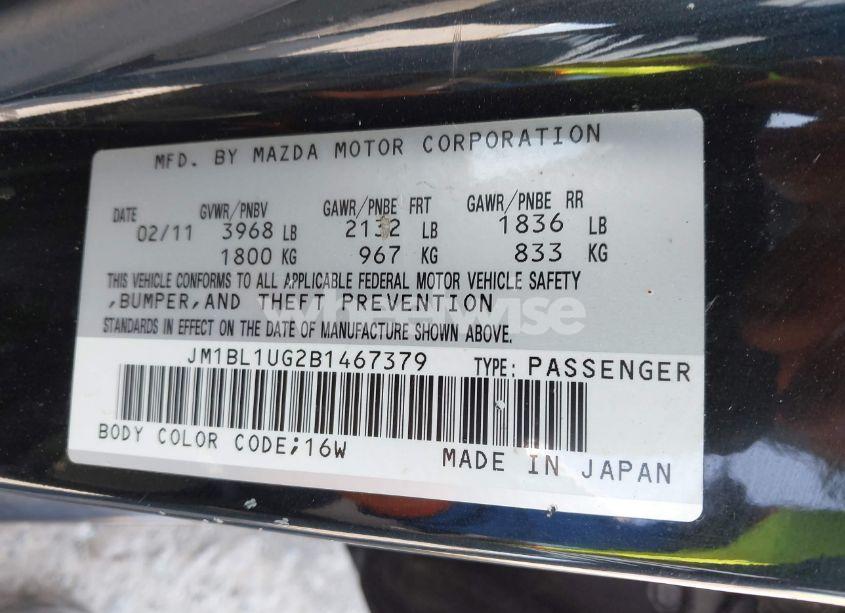 MFD. BY MAZDA MOTOR CORPORATION
DATE GVWR/PNBV GAWR/PNBE FRT GAWR/PNBE RR
02/11 3968 LB 2132 LB 1836 LB
1800 KG 967 KG 833 KG
THIS VEHICLE CONFORMS TO ALL APPLICABLE FEDERAL MOTOR VEHICLE SAFETY
,BUMPER,AND THEFT PREVENTION
STANDARDS IN EFFECT ON THE DATE OF MANUFACTURE SHOWN ABOVE.
JM1BL1UG2B1467379 TYPE: PASSENGER
BODY COLOR CODE;16W MADE IN JAPAN